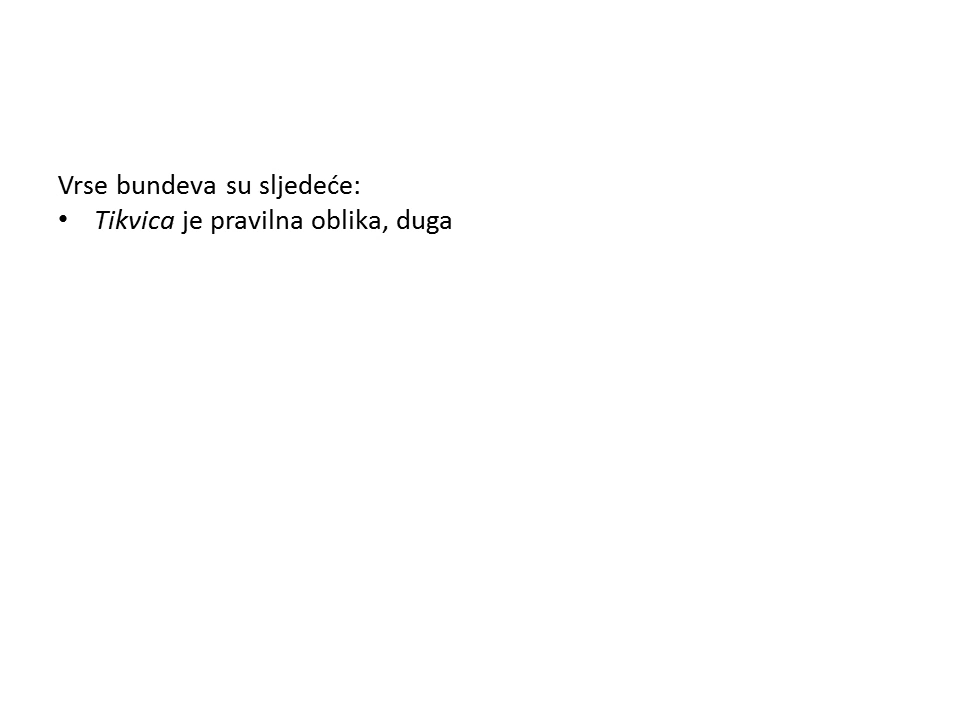 Vrse bundeva su sljedeće:
• Tikvica je pravilna oblika, duga